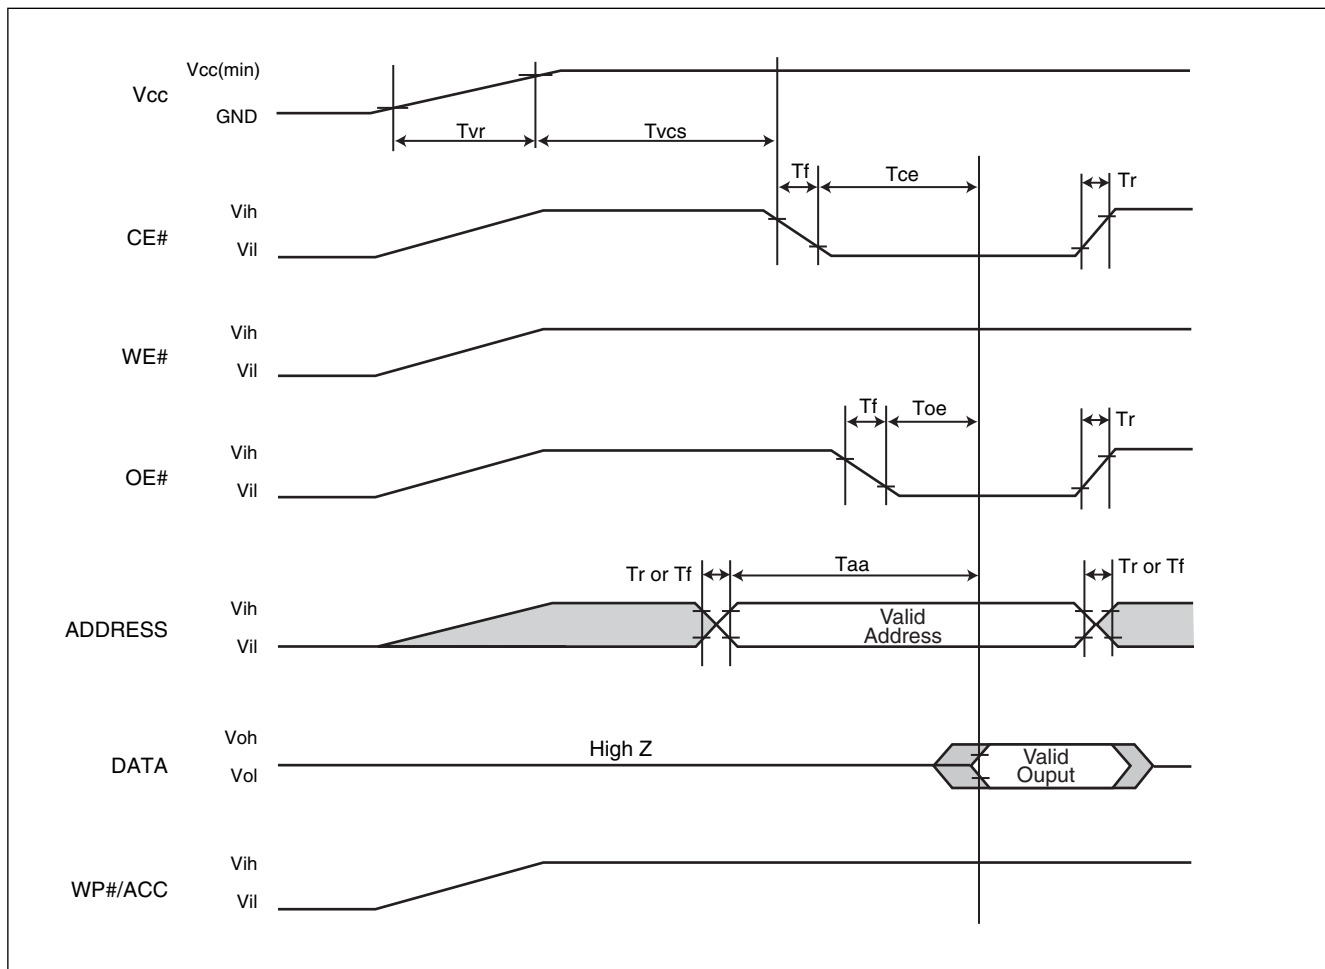 Vcc(min)
Vcc
GND
Tvr
Tvcs
Tf
Tce
Tr
Vih
CE#
Vil
Vih
WE#
Vil
Tf
Toe
Tr
Vih
OE#
Vil
Tr or Tf
Taa
Tr or Tf
Vih
ADDRESS
Vil
Valid
Address
Voh
High Z
DATA
Vol
Valid
Ouput
Vih
WP#/ACC
Vil